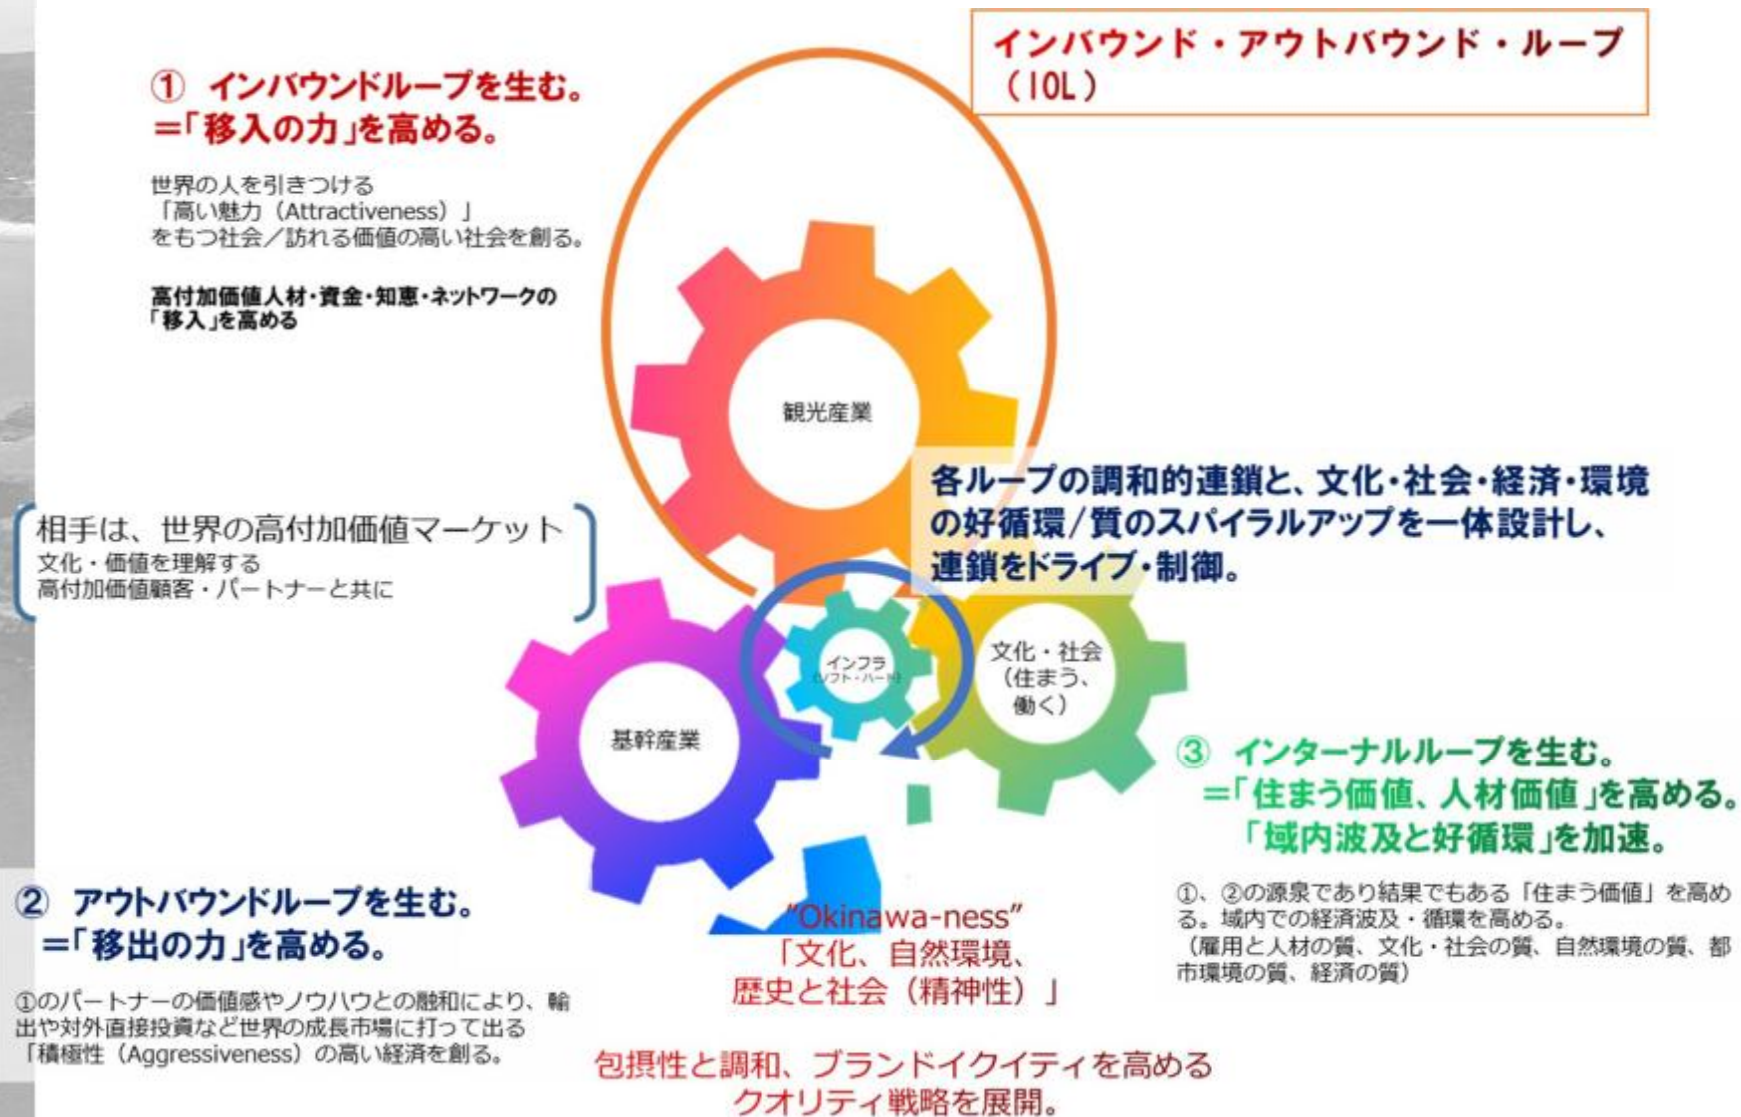 インバウンド・アウトバウンド・ループ
（IOL）
① インバウンドループを生む。
＝「移入の力」を高める。
世界の人を引きつける
「高い魅力（Attractiveness）」
をもつ社会／訪れる価値の高い社会を創る。
高付加価値人材・資金・知恵・ネットワークの
「移入」を高める
観光産業
各ループの調和的連鎖と、文化・社会・経済・環境
の好循環/質のスパイラルアップを一体設計し、
連鎖をドライブ・制御。
相手は、世界の高付加価値マーケット
文化・価値を理解する
高付加価値顧客・パートナーと共に
インフラ
（ソフト・ハード）
文化・社会
（住まう、
働く）
基幹産業
③ インターナルループを生む。
＝「住まう価値、人材価値」を高める。
「域内波及と好循環」を加速。
①、②の源泉であり結果でもある「住まう価値」を高め
る。域内での経済波及・循環を高める。
（雇用と人材の質、文化・社会の質、自然環境の質、都
市環境の質、経済の質）
② アウトバウンドループを生む。
＝「移出の力」を高める。
①のパートナーの価値感やノウハウとの融和により、輸
出や対外直接投資など世界の成長市場に打って出る
「積極性（Aggressiveness）の高い経済を創る。
”Okinawa-ness”
「文化、自然環境、
歴史と社会（精神性）」
包摂性と調和、ブランドイクイティを高める
クオリティ戦略を展開。